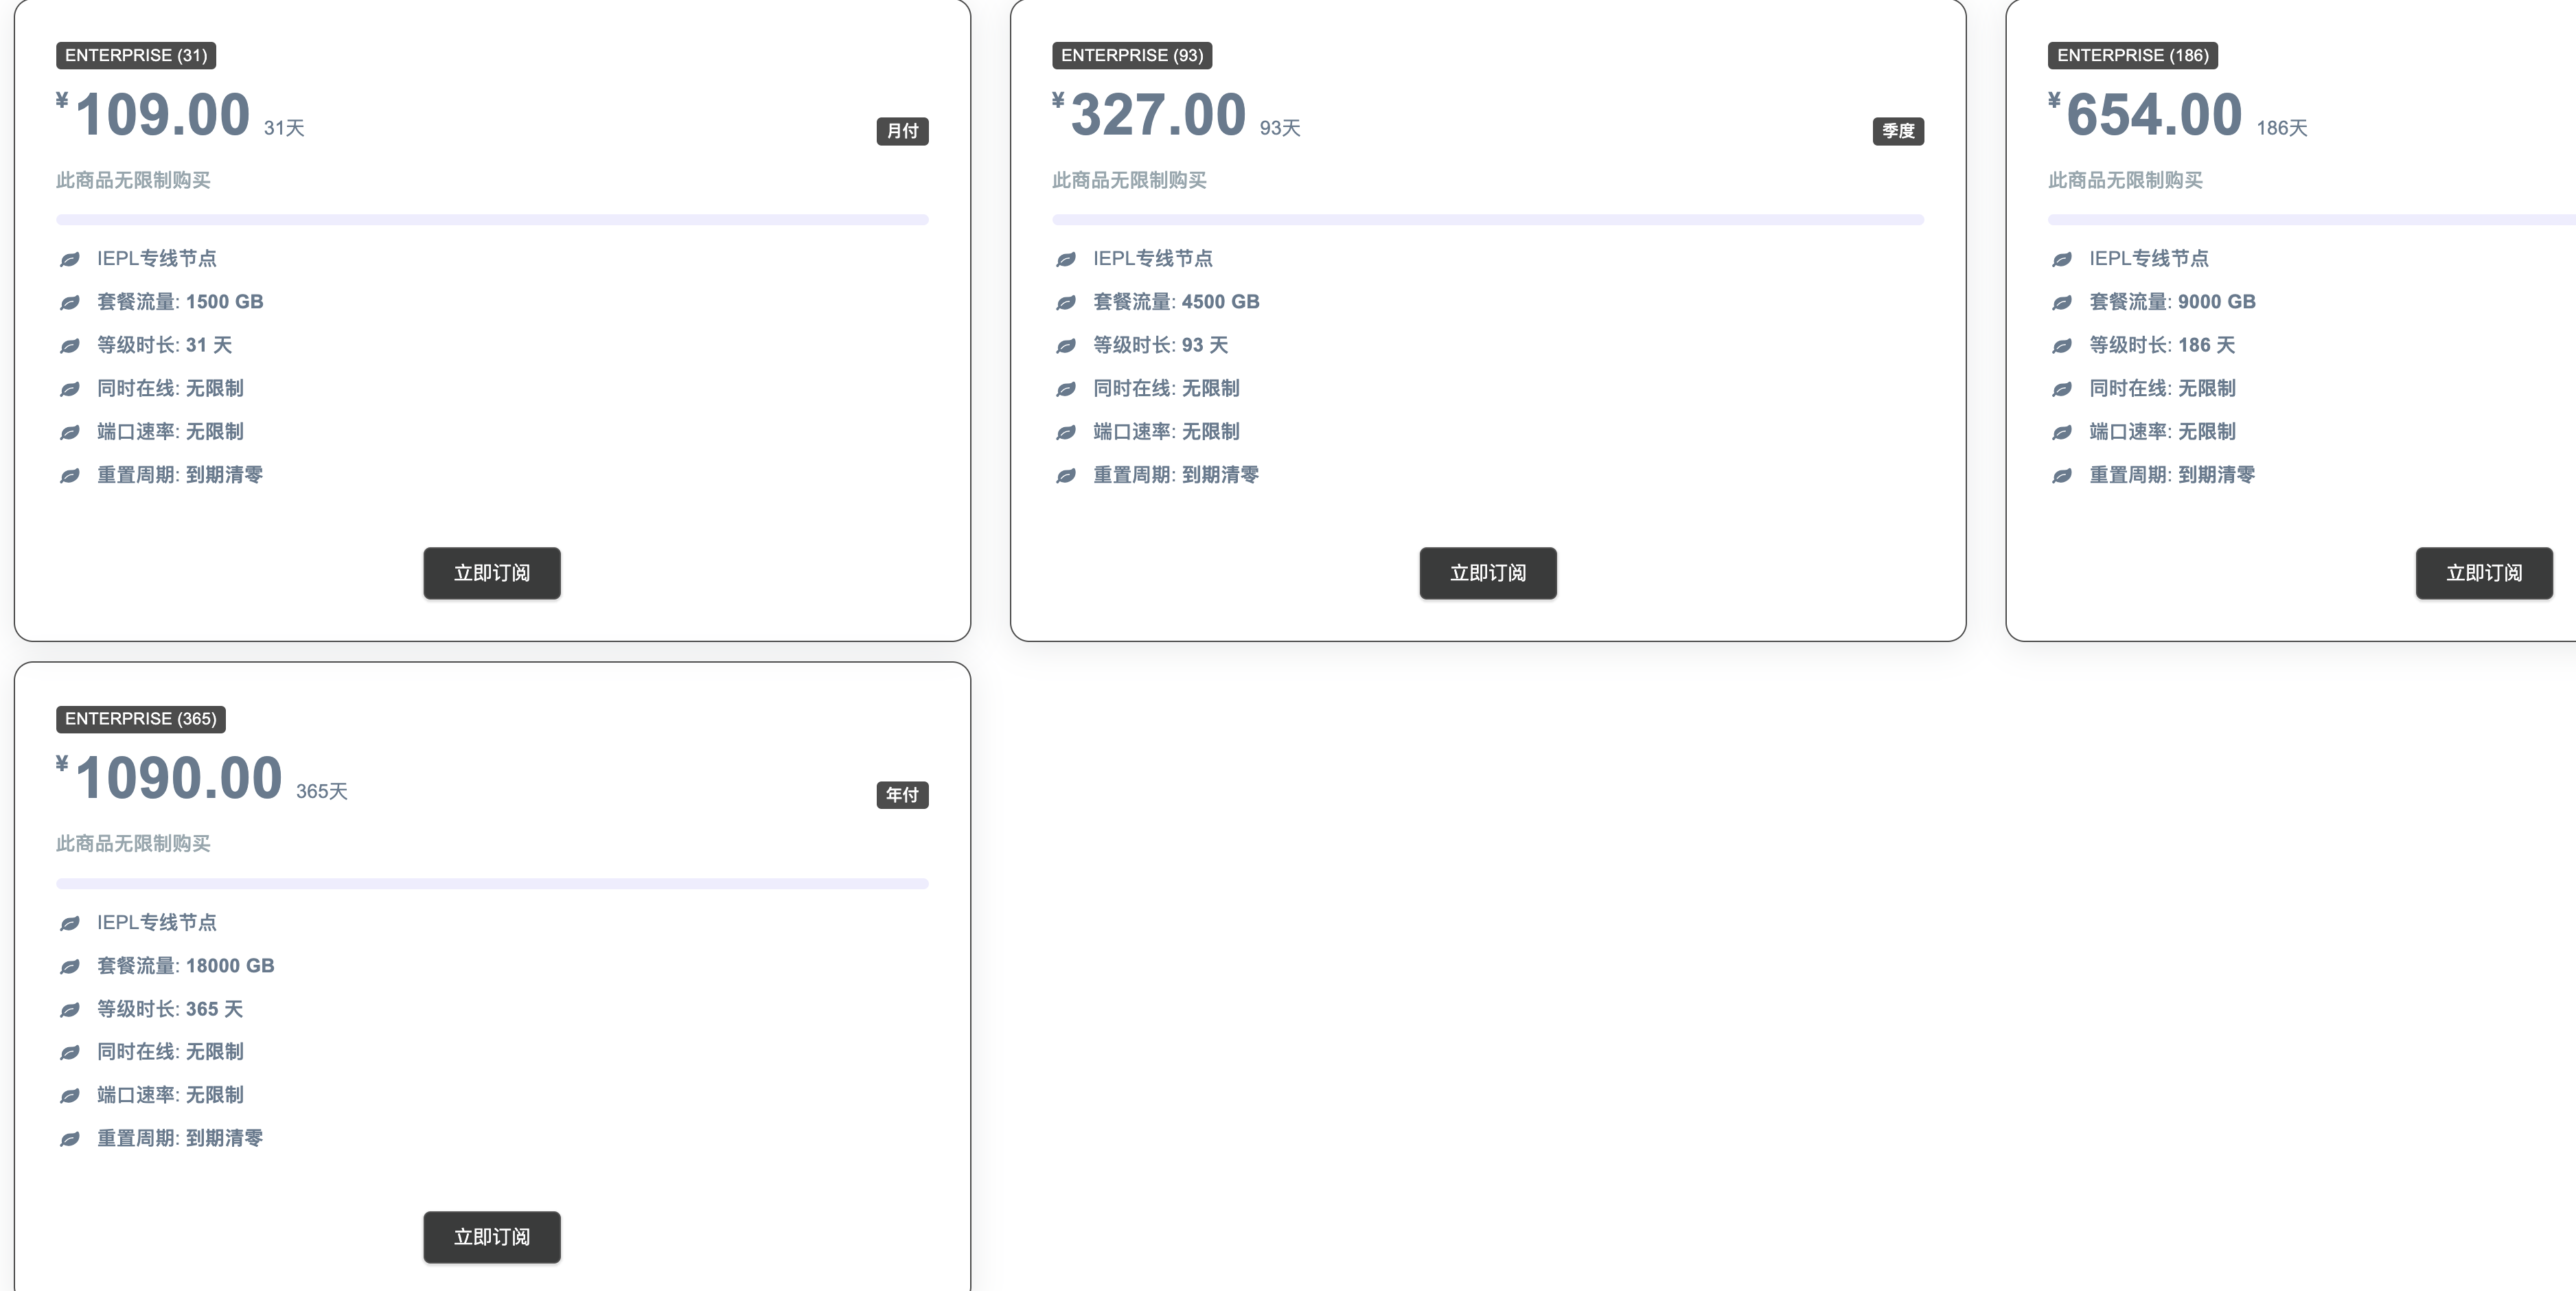 ENTERPRISE (31)
¥109.00 31天
月付
此商品无限制购买
IEPL专线节点
套餐流量: 1500 GB
等级时长: 31 天
同时在线: 无限制
端口速率: 无限制
重置周期: 到期清零
立即订阅
ENTERPRISE (93)
¥327.00 93天
季度
此商品无限制购买
IEPL专线节点
套餐流量: 4500 GB
等级时长: 93 天
同时在线: 无限制
端口速率: 无限制
重置周期: 到期清零
立即订阅
ENTERPRISE (186)
¥654.00 186天
此商品无限制购买
IEPL专线节点
套餐流量: 9000 GB
等级时长: 186 天
同时在线: 无限制
端口速率: 无限制
重置周期: 到期清零
立即订阅
ENTERPRISE (365)
¥1090.00 365天
年付
此商品无限制购买
IEPL专线节点
套餐流量: 18000 GB
等级时长: 365 天
同时在线: 无限制
端口速率: 无限制
重置周期: 到期清零
立即订阅